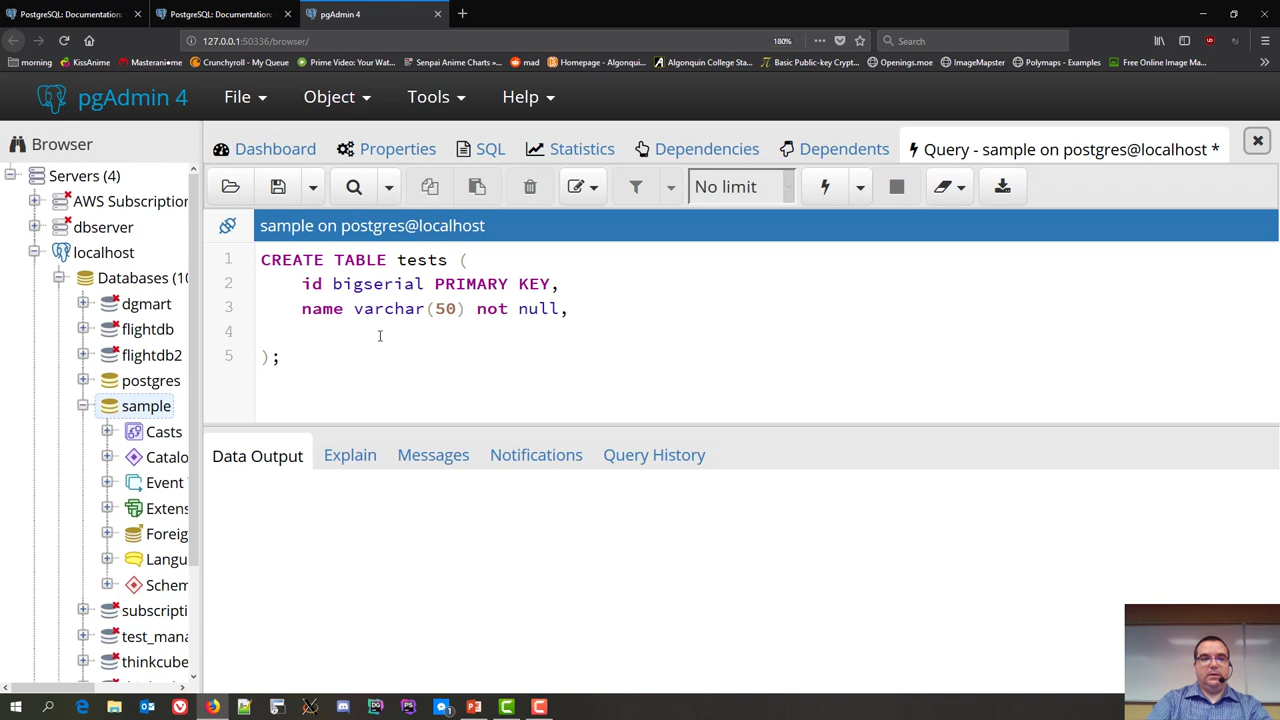 PostgreSQL: Documentation:
PostgreSQL: Documentation:
pgAdmin 4
127.0.0.1:50336/browser/
180%
Search
morning
KissAnime
Masterani•me
Crunchyroll - My Queue
Prime Video: Your Wat...
Senpai Anime Charts »...
mad
Homepage - Algonqui...
Algonquin College Sta...
Basic Public-key Crypt...
Openings.moe
ImageMapster
Polymaps - Examples
Free Online Image Ma...
pgAdmin 4
File
Object
Tools
Help
Browser
Dashboard
Properties
SQL
Statistics
Dependencies
Dependents
Query - sample on postgres@localhost *
Servers (4)
AWS Subscription
dbserver
localhost
Databases (10
dgmart
flightdb
flightdb2
postgres
sample
Casts
Catalo
Event
Extens
Foreig
Langu
Schem
subscripti
test_mana
thinkcube
No limit
sample on postgres@localhost
1 CREATE TABLE tests (
2 id bigserial PRIMARY KEY,
3 name varchar(50) not null,
4
5 );
Data Output
Explain
Messages
Notifications
Query History